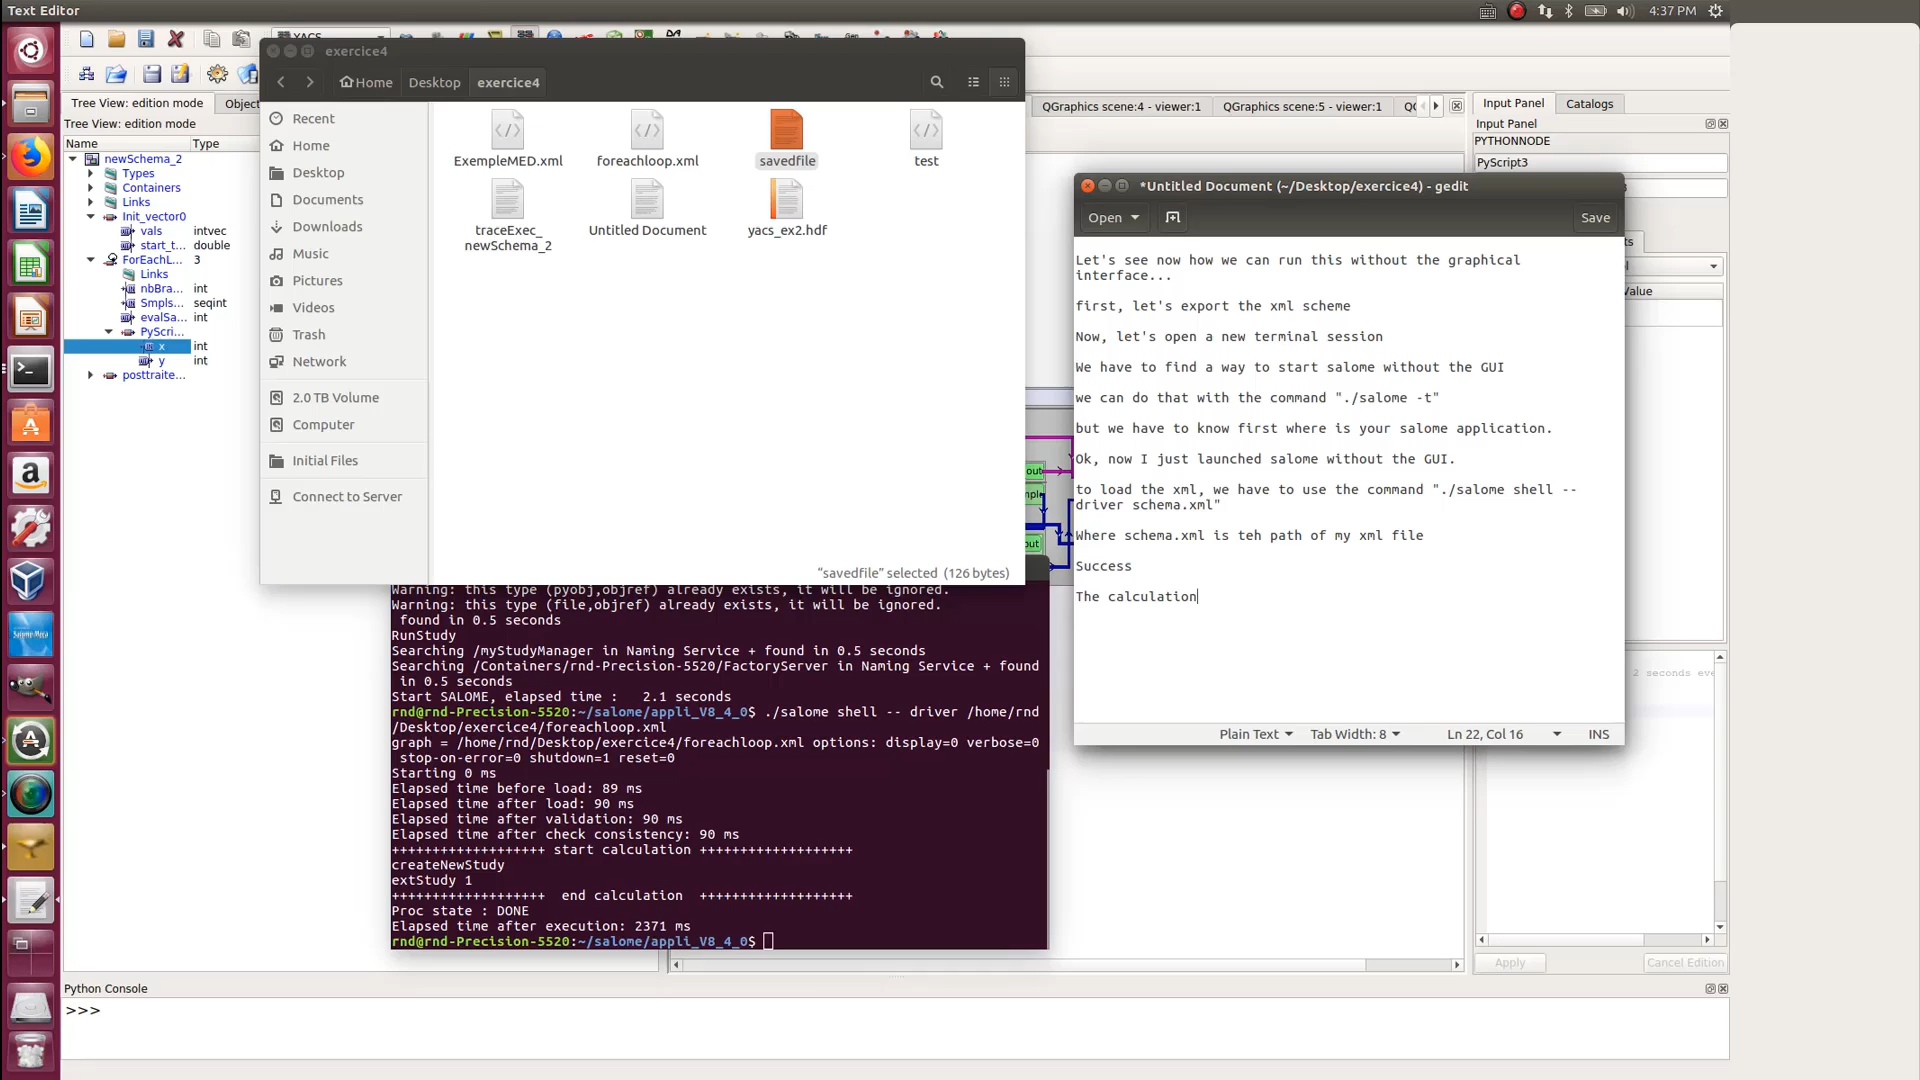 Text Editor
4:37 PM
YACS
Tree View: edition mode
Objec
Tree View: edition mode
Name
Type
newSchema_2
Types
Containers
Links
Init_vector0
vals
intvec
start_t...
double
ForEachL...
3
Links
nbBra...
int
Smpls...
seqint
evalSa...
int
PyScri...
x
int
y
int
posttraite...
exercice4
Home
Desktop
exercice4
Recent
Home
Desktop
Documents
Downloads
Music
Pictures
Videos
Trash
Network
2.0 TB Volume
Computer
Initial Files
Connect to Server
ExempleMED.xml
foreachloop.xml
savedfile
test
traceExec_
newSchema_2
Untitled Document
yacs_ex2.hdf
“savedfile” selected (126 bytes)
Warning: this type (pyobj,objref) already exists, it will be ignored.
Warning: this type (file,objref) already exists, it will be ignored.
found in 0.5 seconds
RunStudy
Searching /myStudyManager in Naming Service + found in 0.5 seconds
Searching /Containers/rnd-Precision-5520/FactoryServer in Naming Service + found
in 0.5 seconds
Start SALOME, elapsed time :   2.1 seconds
rnd@rnd-Precision-5520:~/salome/appli_V8_4_0$ ./salome shell -- driver /home/rnd
/Desktop/exercice4/foreachloop.xml
graph = /home/rnd/Desktop/exercice4/foreachloop.xml options: display=0 verbose=0
stop-on-error=0 shutdown=1 reset=0
Starting 0 ms
Elapsed time before load: 89 ms
Elapsed time after load: 90 ms
Elapsed time after validation: 90 ms
Elapsed time after check consistency: 90 ms
+++++++++++++++++++ start calculation +++++++++++++++++++
createNewStudy
extStudy 1
+++++++++++++++++++  end calculation  +++++++++++++++++++
Proc state : DONE
Elapsed time after execution: 2371 ms
rnd@rnd-Precision-5520:~/salome/appli_V8_4_0$
QGraphics scene:4 - viewer:1
QGraphics scene:5 - viewer:1
out
out
*Untitled Document (~/Desktop/exercice4) - gedit
Open
Save
Let's see now how we can run this without the graphical
interface...
first, let's export the xml scheme
Now, let's open a new terminal session
We have to find a way to start salome without the GUI
we can do that with the command "./salome -t"
but we have to know first where is your salome application.
Ok, now I just launched salome without the GUI.
to load the xml, we have to use the command "./salome shell --
driver schema.xml"
Where schema.xml is teh path of my xml file
Success
The calculation
Plain Text
Tab Width: 8
Ln 22, Col 16
INS
Input Panel
Catalogs
Input Panel
PYTHONNODE
PyScript3
3
ts
Value
2 seconds eve
Apply
Cancel Edition
Python Console
>>>